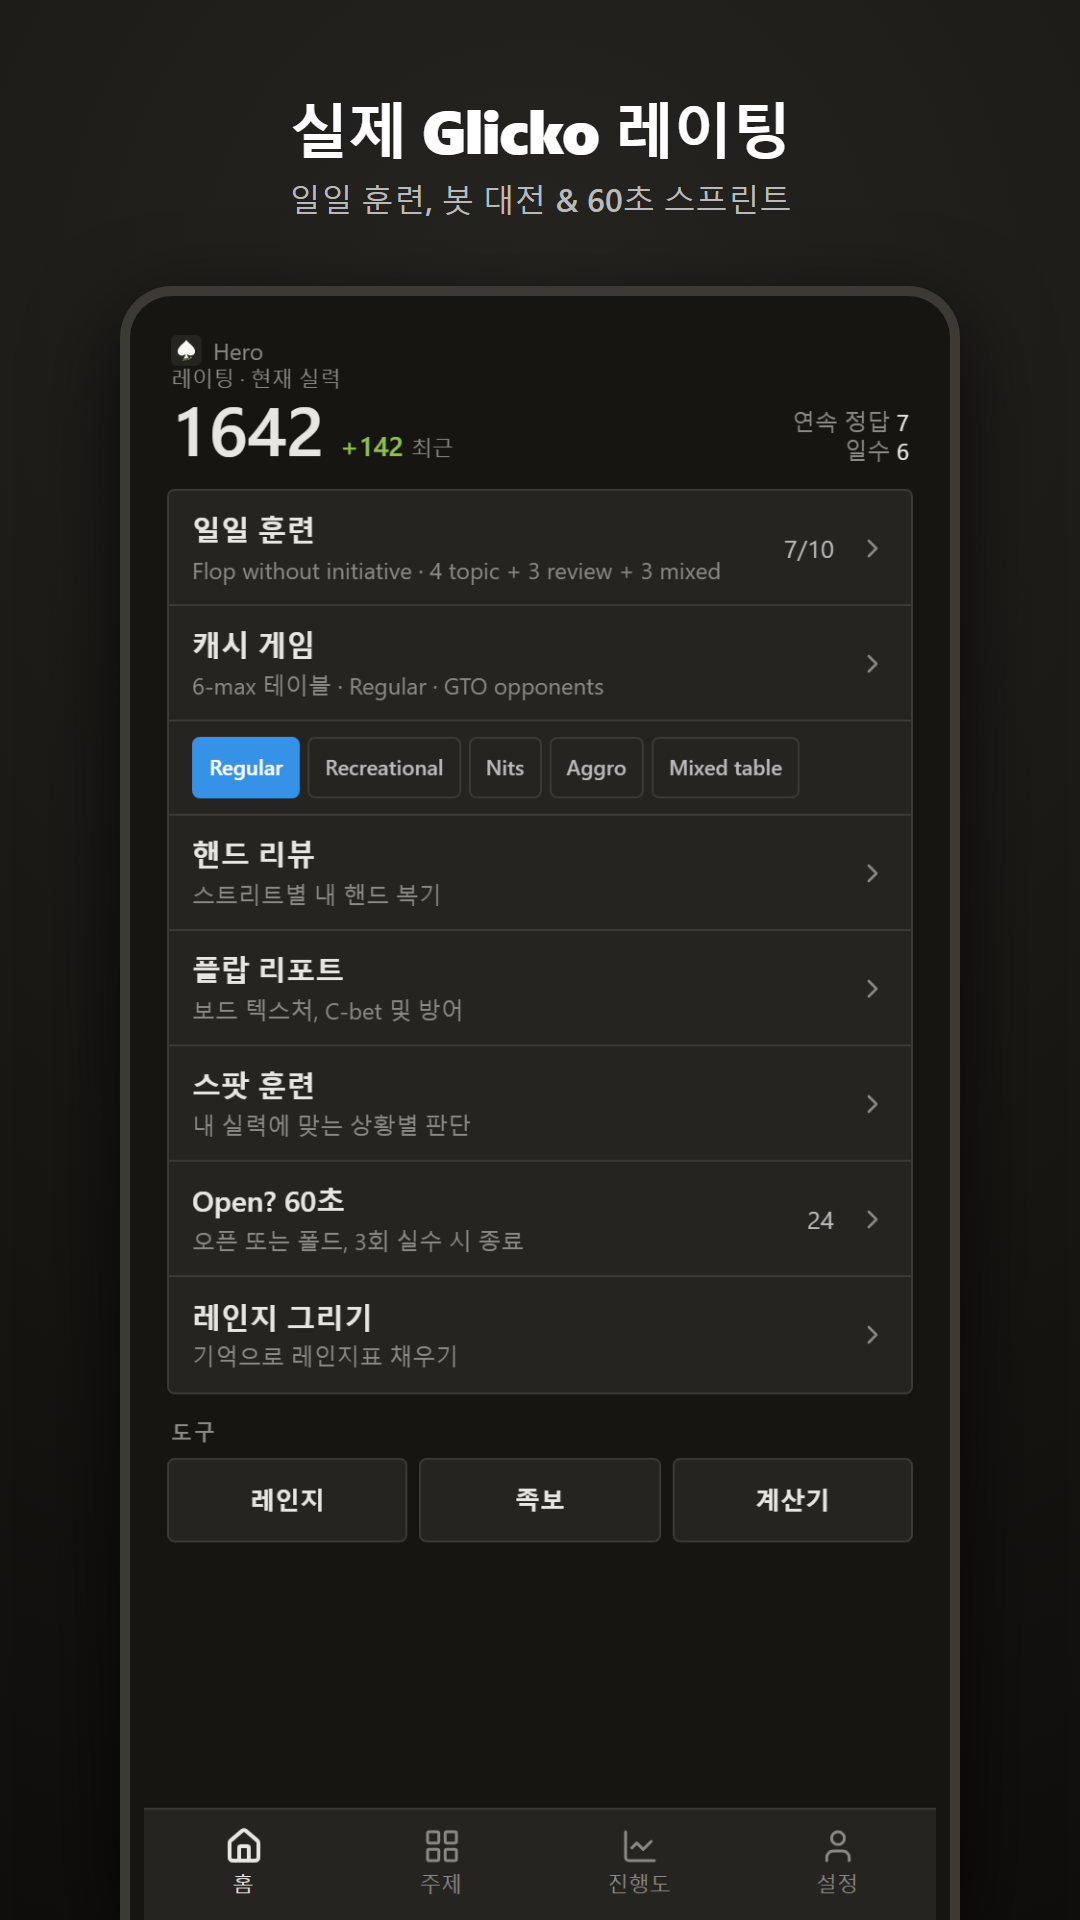 실제 Glicko 레이팅
일일 훈련, 봇 대전 & 60초 스프린트
Hero
레이팅 · 현재 실력
1642 +142 최근
연속 정답 7
일수 6
일일 훈련
Flop without initiative · 4 topic + 3 review + 3 mixed
7/10
캐시 게임
6-max 테이블 · Regular · GTO opponents
Regular
Recreational
Nits
Aggro
Mixed table
핸드 리뷰
스트리트별 내 핸드 복기
플랍 리포트
보드 텍스처, C-bet 및 방어
스팟 훈련
내 실력에 맞는 상황별 판단
Open? 60초
오픈 또는 폴드, 3회 실수 시 종료
24
레인지 그리기
기억으로 레인지표 채우기
도구
레인지
족보
계산기
홈
주제
진행도
설정